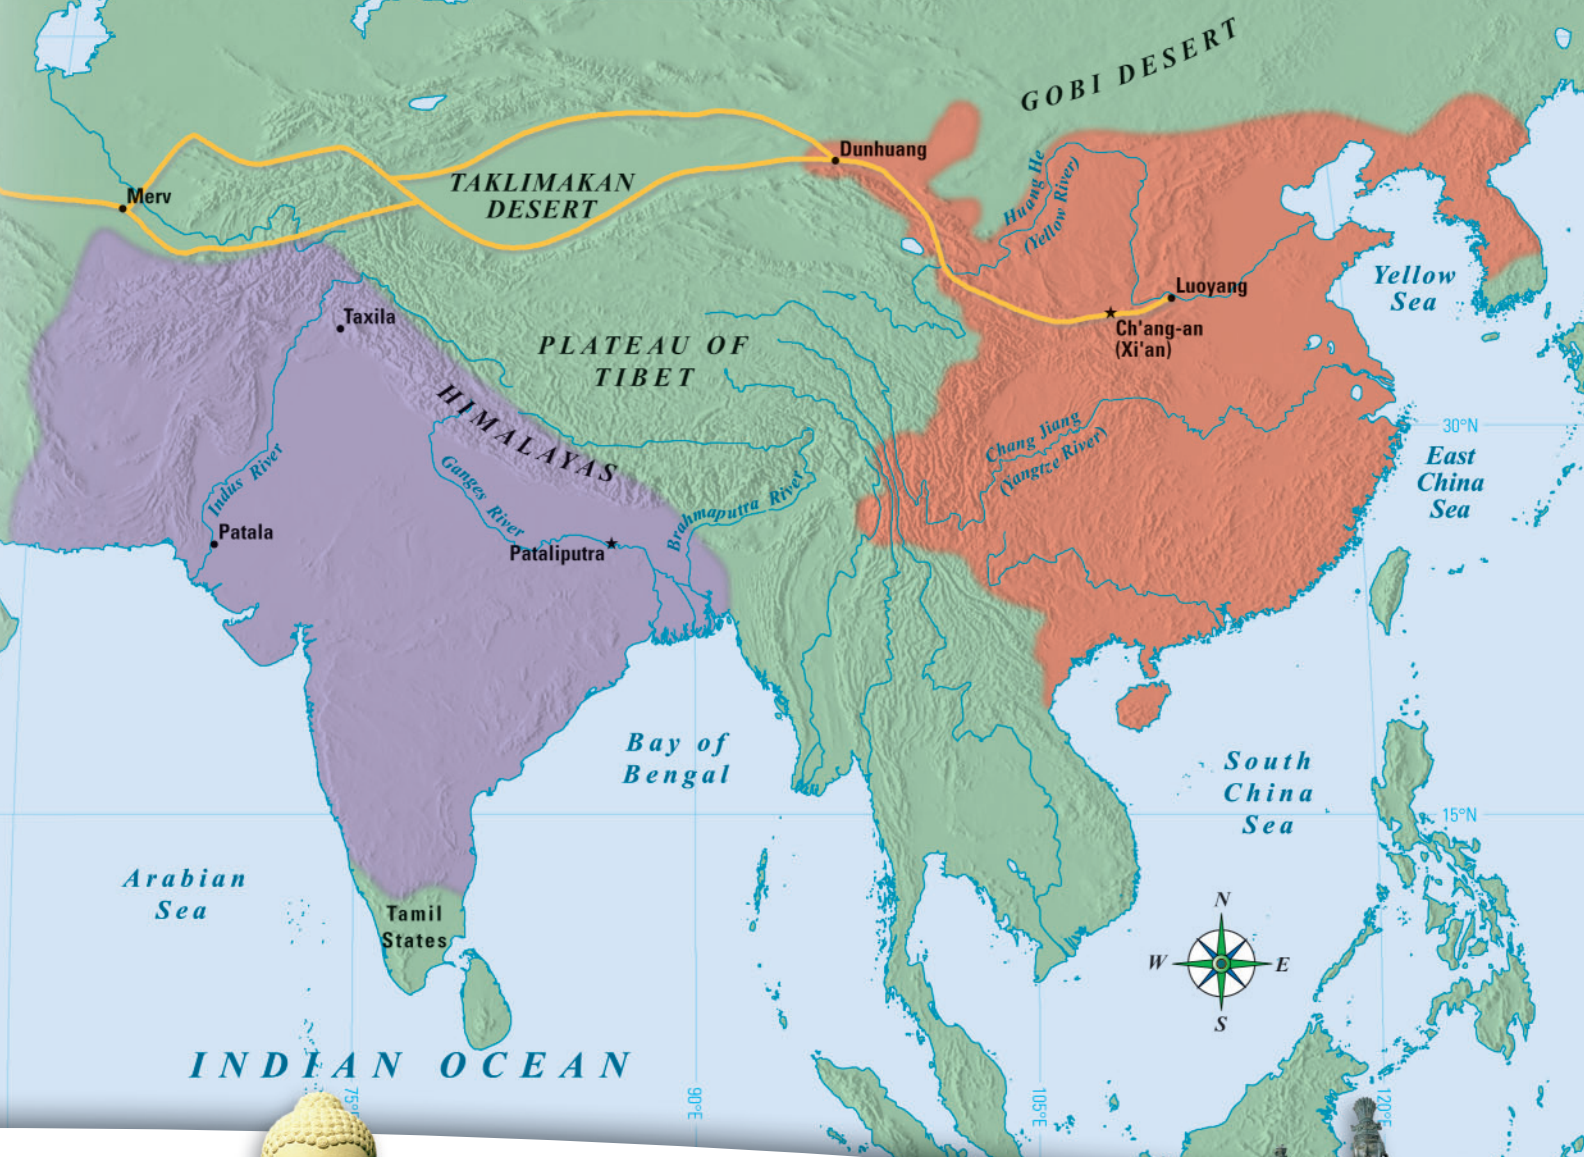 GOBI DESERT
Dunhuang
TAKLIMAKAN
DESERT
Merv
Huang He
(Yellow River)
Yellow
Sea
Luoyang
Ch'ang-an
(Xi'an)
Taxila
PLATEAU OF
TIBET
HIMALAYAS
Chang Jiang
(Yangtze River)
30°N
East
China
Sea
Indus River
Ganges River
Brahmaputra River
Patala
Pataliputra
Bay of
Bengal
South
China
Sea
15°N
Arabian
Sea
Tamil
States
N
W
E
S
INDIAN OCEAN
75°E
90°E
105°E
120°E